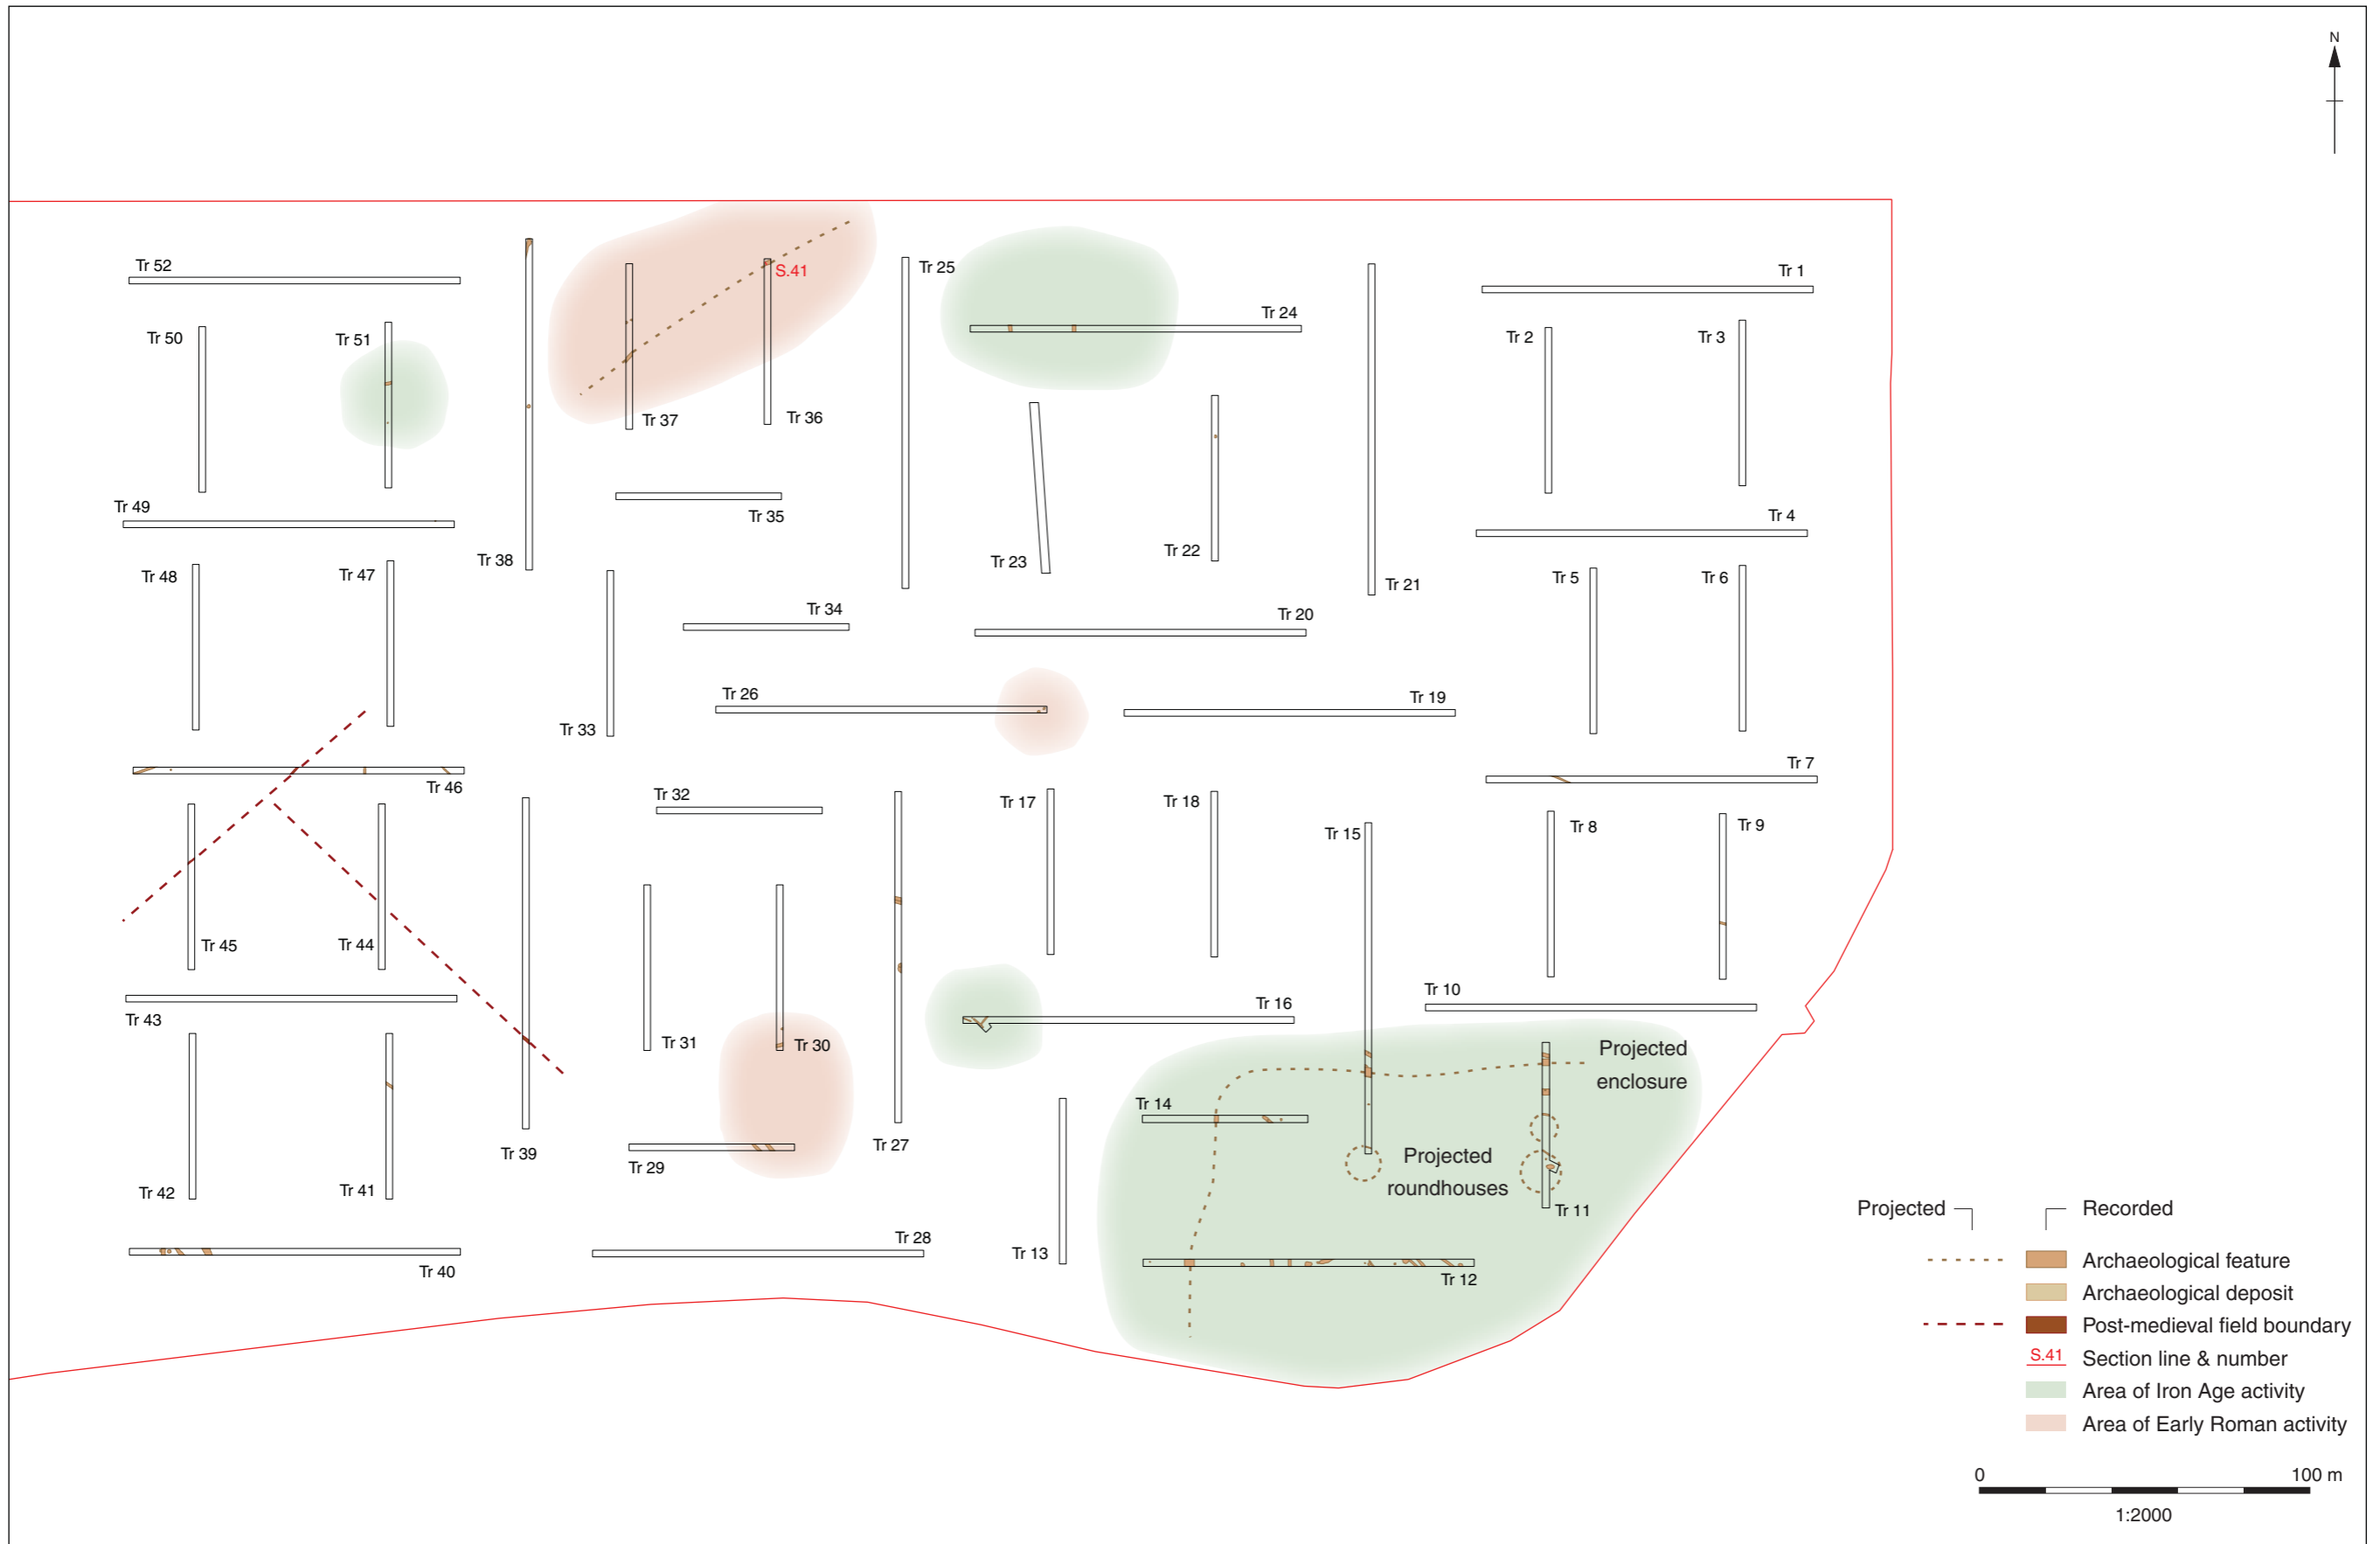 N
Tr 52
S.41
Tr 25
Tr 1
Tr 24
Tr 50
Tr 51
Tr 2
Tr 3
Tr 37
Tr 36
Tr 49
Tr 35
Tr 4
Tr 38
Tr 23
Tr 22
Tr 48
Tr 47
Tr 5
Tr 6
Tr 21
Tr 34
Tr 20
Tr 26
Tr 19
Tr 33
Tr 7
Tr 46
Tr 32
Tr 17
Tr 18
Tr 15
Tr 8
Tr 9
Tr 45
Tr 44
Tr 10
Tr 16
Tr 43
Tr 31
Tr 30
Projected
enclosure
Tr 14
Tr 39
Tr 27
Tr 29
Projected
roundhouses
Tr 42
Tr 41
Tr 11
Tr 28
Tr 13
Tr 40
Tr 12
Projected
Recorded
Archaeological feature
Archaeological deposit
Post-medieval field boundary
S.41 Section line & number
Area of Iron Age activity
Area of Early Roman activity
0 100 m
1:2000